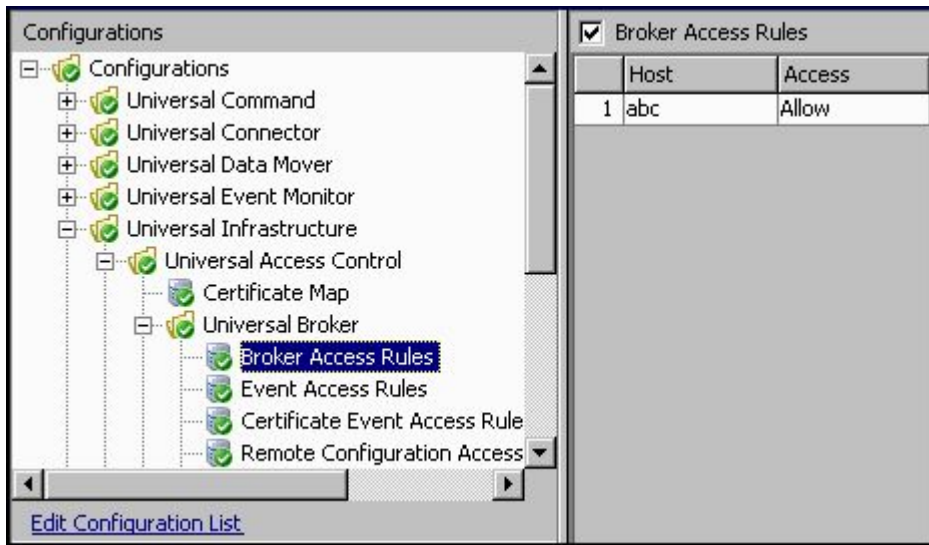 Configurations
Configurations
Universal Command
Universal Connector
Universal Data Mover
Universal Event Monitor
Universal Infrastructure
Universal Access Control
Certificate Map
Universal Broker
Broker Access Rules
Event Access Rules
Certificate Event Access Rule
Remote Configuration Access
Edit Configuration List
Broker Access Rules
Host Access
1 abc Allow